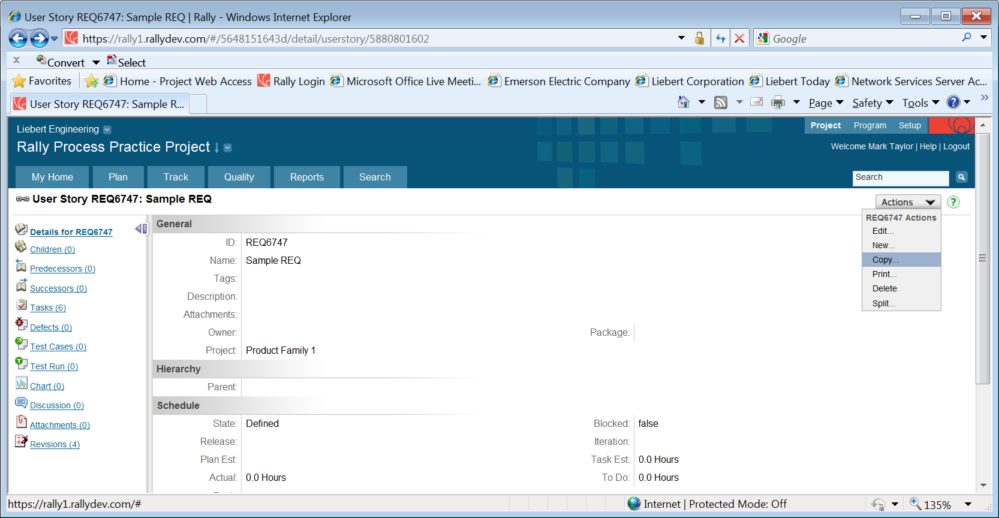 User Story REQ6747: Sample REQ | Rally - Windows Internet Explorer
https://rally1.rallydev.com/#/5648151643d/detail/userstory/5880801602
Google
x Convert Select
Favorites Home - Project Web Access Rally Login Microsoft Office Live Meeti... Emerson Electric Company Liebert Corporation Liebert Today Network Services Server Ac...
User Story REQ6747: Sample R...
Page Safety Tools
Liebert Engineering
Project Program Setup
Rally Process Practice Project
Welcome Mark Taylor | Help | Logout
My Home Plan Track Quality Reports Search
Search
User Story REQ6747: Sample REQ
Actions
REQ6747 Actions
Edit...
New...
Copy...
Print...
Delete
Split...
Details for REQ6747
Children (0)
Predecessors (0)
Successors (0)
Tasks (6)
Defects (0)
Test Cases (0)
Test Run (0)
Chart (0)
Discussion (0)
Attachments (0)
Revisions (4)
General
ID: REQ6747
Name: Sample REQ
Tags:
Description:
Attachments:
Owner:
Package:
Project: Product Family 1
Hierarchy
Parent:
Schedule
State: Defined
Blocked: false
Release:
Iteration:
Plan Est:
Task Est: 0.0 Hours
Actual: 0.0 Hours
To Do: 0.0 Hours
https://rally1.rallydev.com/#
Internet | Protected Mode: Off
135%